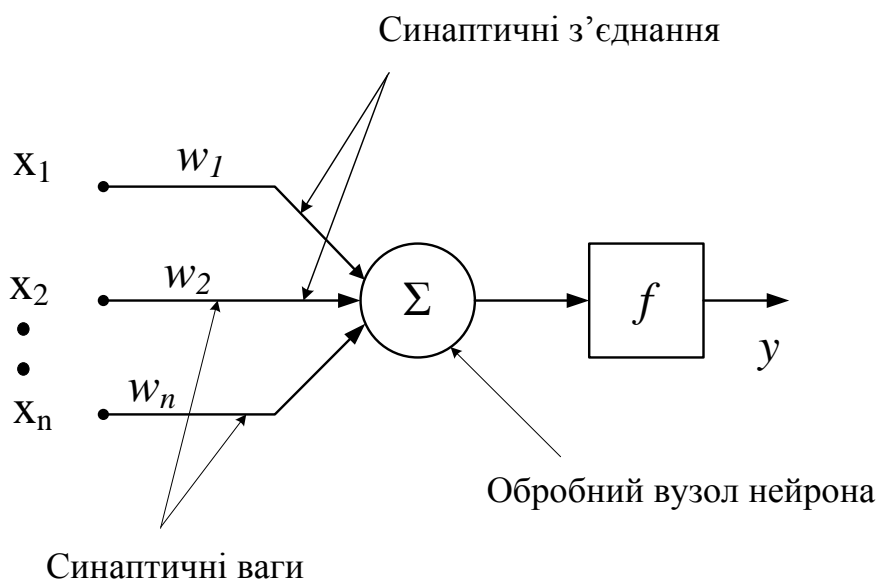 Синаптичні з’єднання
x1
w1
x2
w2
Σ
f
y
xn
wn
Обробний вузол нейрона
Синаптичні ваги